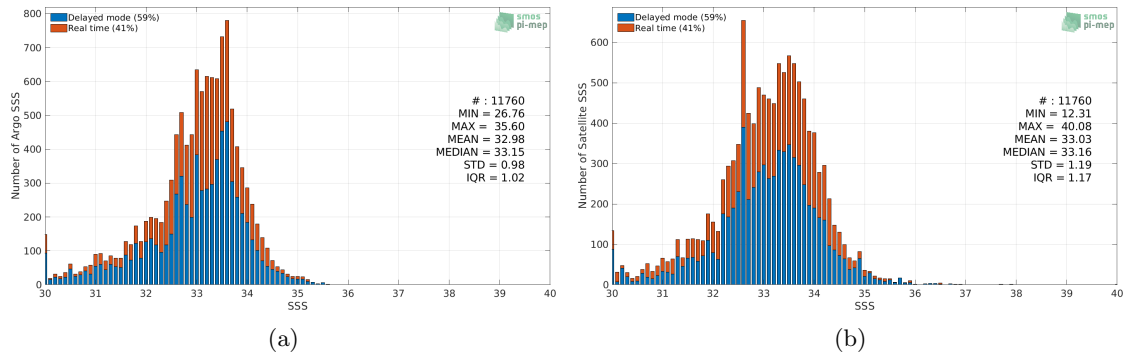 Delayed mode (59%)
Real time (41%)
smos
pi-mep
800
700
600
500
400
300
200
100
0
Number of Argo SSS
# : 11760
MIN = 26.76
MAX = 35.60
MEAN = 32.98
MEDIAN = 33.15
STD = 0.98
IQR = 1.02
30 31 32 33 34 35 36 37 38 39 40
SSS
(a)
Delayed mode (59%)
Real time (41%)
smos
pi-mep
600
500
400
300
200
100
0
Number of Satellite SSS
# : 11760
MIN = 12.31
MAX = 40.08
MEAN = 33.03
MEDIAN = 33.16
STD = 1.19
IQR = 1.17
30 31 32 33 34 35 36 37 38 39 40
SSS
(b)